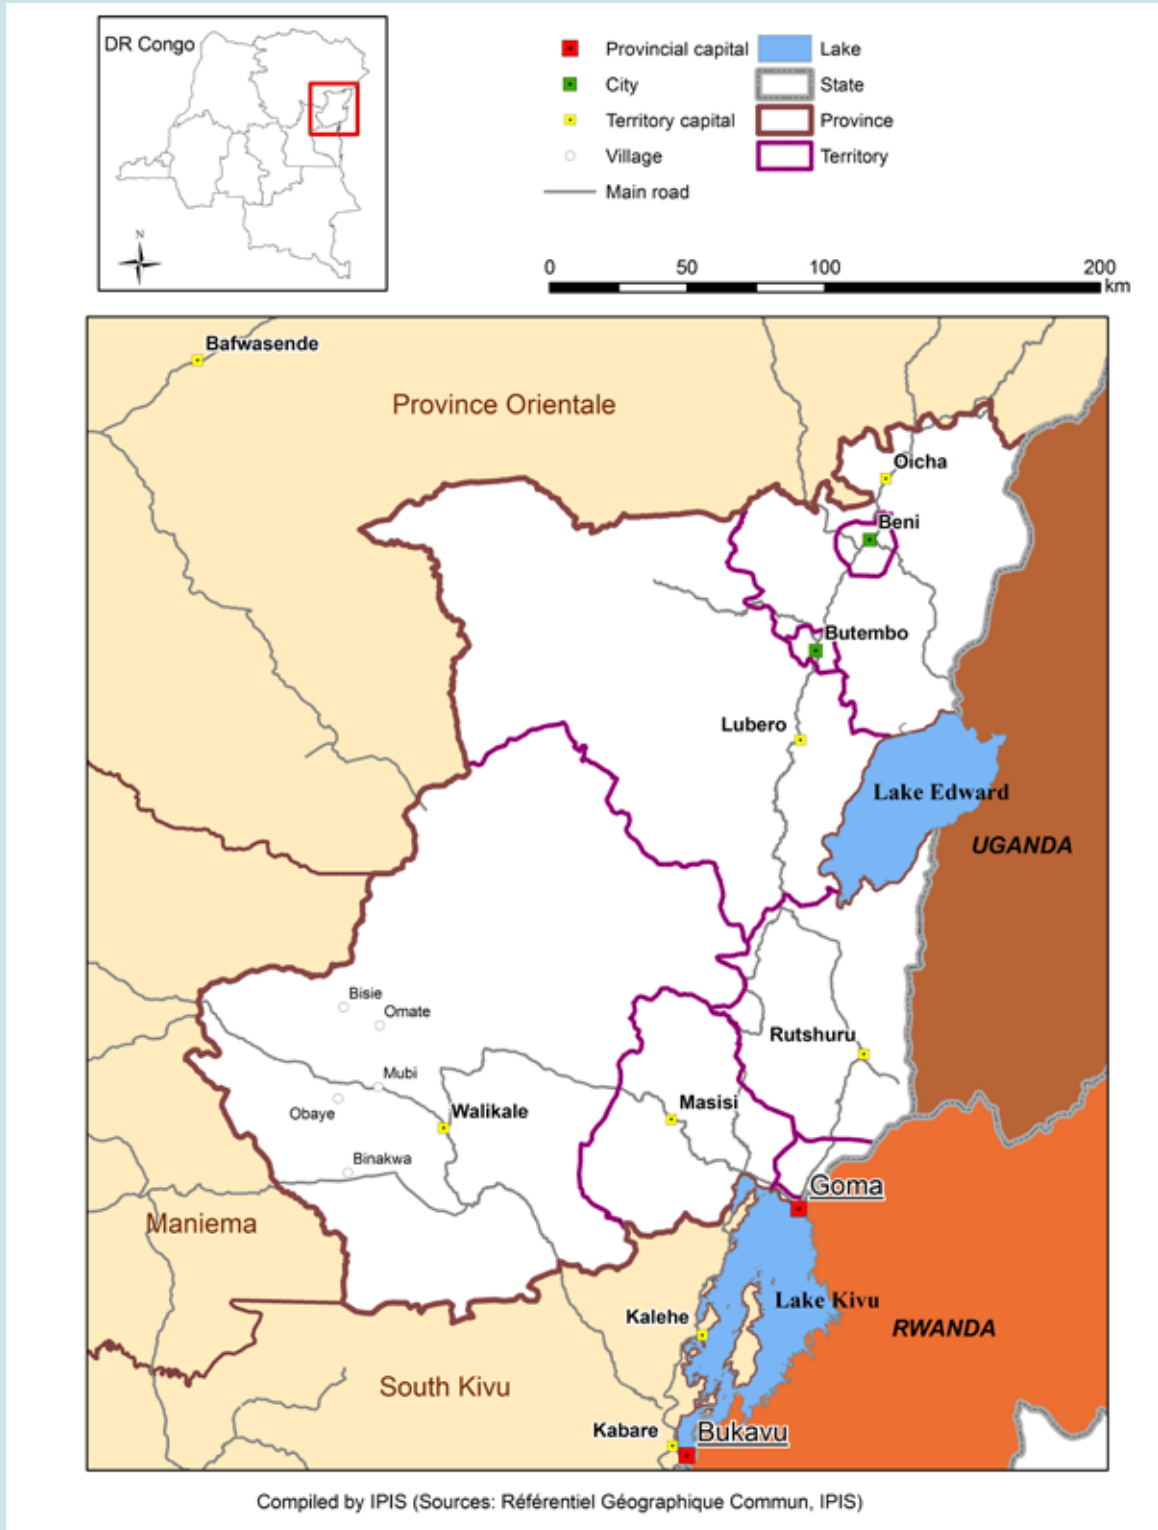 DR Congo
N
Provincial capital
City
Territory capital
Village
Main road
Lake
State
Province
Territory
0 50 100 200
km
Bafwasende
Province Orientale
Oicha
Beni
Butembo
Lubero
Lake Edward
UGANDA
Bisie
Omate
Rutshuru
Mubi
Obaye
Masisi
Walikale
Binakwa
Goma
Maniema
Lake Kivu
Kalehe
RWANDA
South Kivu
Kabare
Bukavu
Compiled by IPIS (Sources: Référentiel Géographique Commun, IPIS)